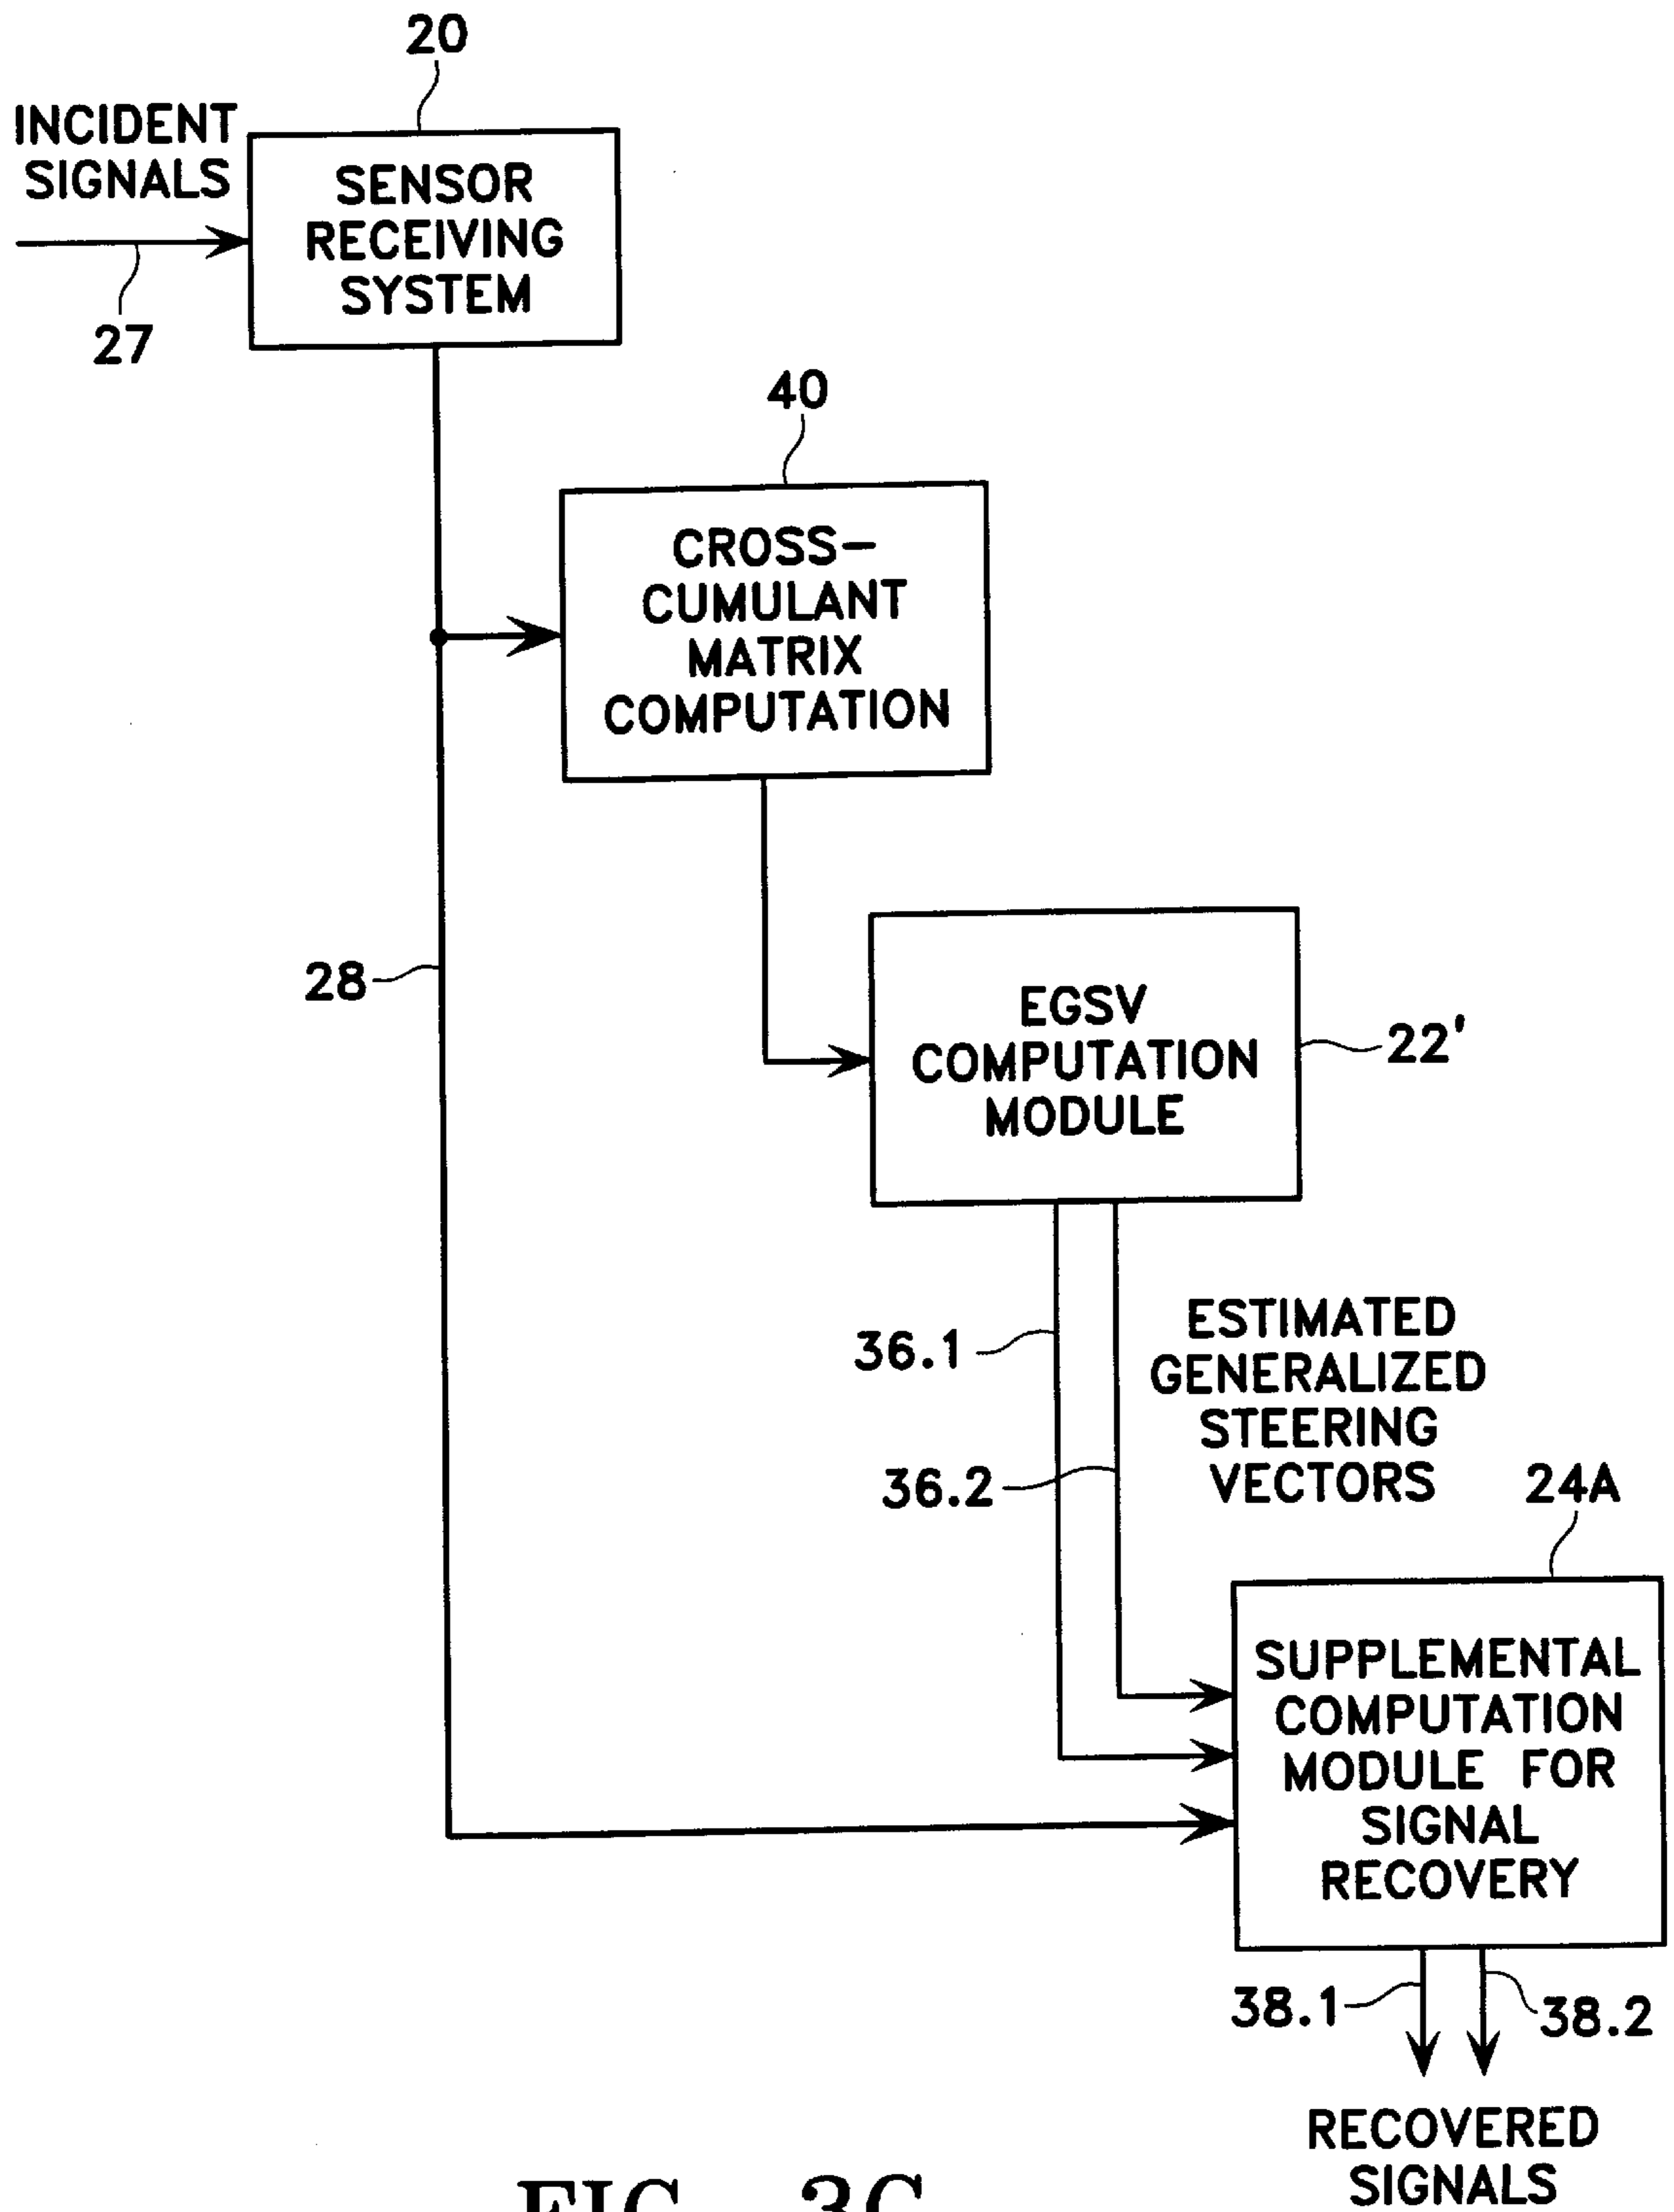 20
INCIDENT
SIGNALS
SENSOR
RECEIVING
SYSTEM
27
40
CROSS-
CUMULANT
MATRIX
COMPUTATION
28
EGSV
COMPUTATION
MODULE
22'
36.1
ESTIMATED
GENERALIZED
STEERING
VECTORS
36.2
24A
SUPPLEMENTAL
COMPUTATION
MODULE FOR
SIGNAL
RECOVERY
38.1
38.2
RECOVERED
SIGNALS
FIG. 3C